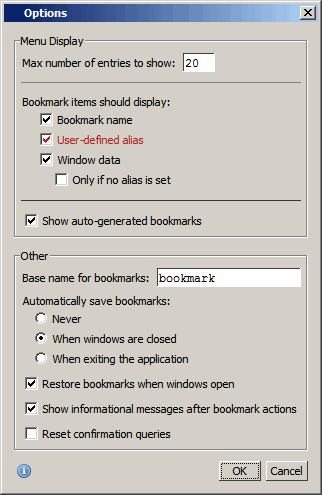 Options
Menu Display
Max number of entries to show: 20
Bookmark items should display:
Bookmark name
User-defined alias
Window data
Only if no alias is set
Show auto-generated bookmarks
Other
Base name for bookmarks: bookmark
Automatically save bookmarks:
Never
When windows are closed
When exiting the application
Restore bookmarks when windows open
Show informational messages after bookmark actions
Reset confirmation queries
OK Cancel